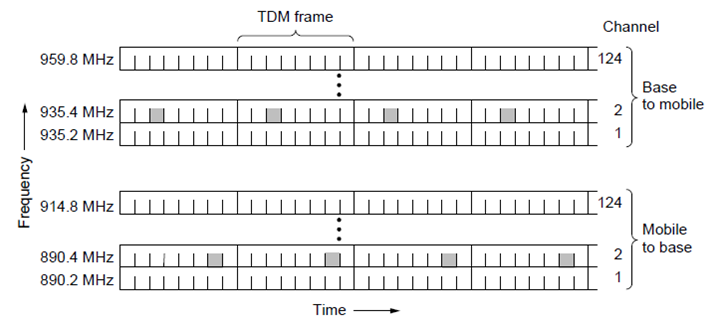 TDM frame
Channel
959.8 MHz
124
935.4 MHz
2
935.2 MHz
1
Base
to mobile
Frequency
914.8 MHz
124
890.4 MHz
2
890.2 MHz
1
Mobile
to base
Time